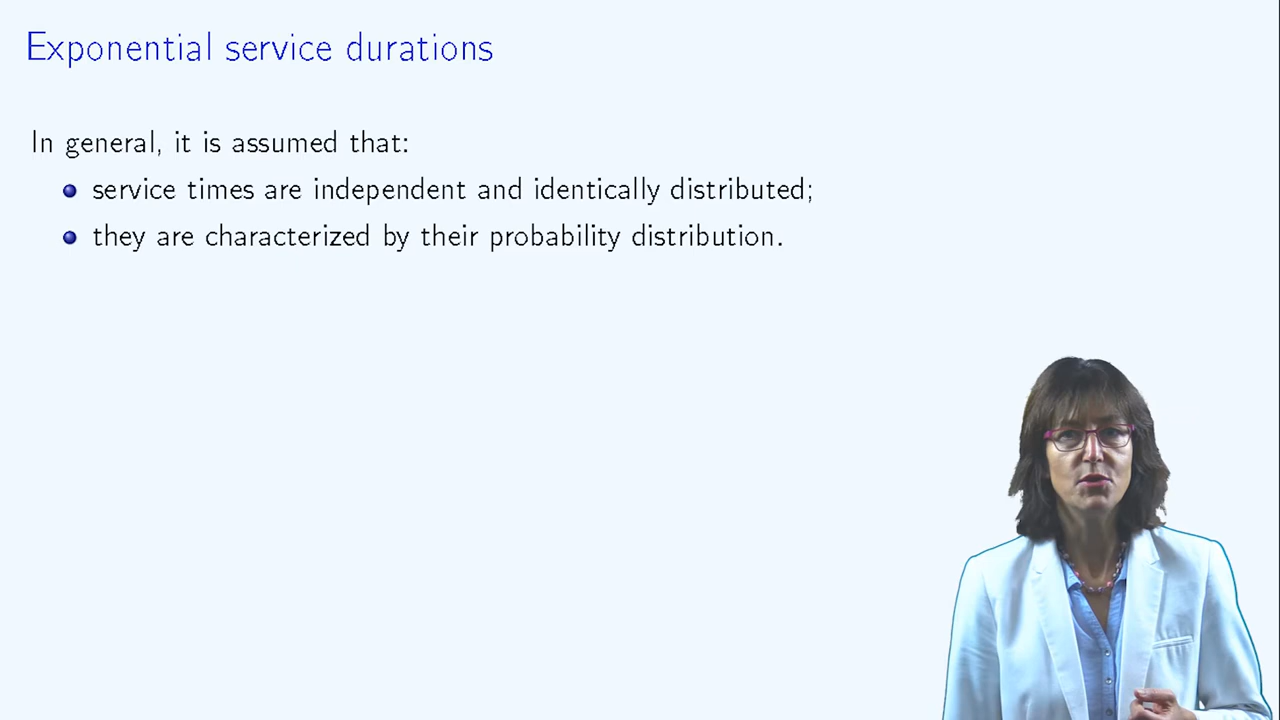 Exponential service durations
In general, it is assumed that:
service times are independent and identically distributed;
they are characterized by their probability distribution.